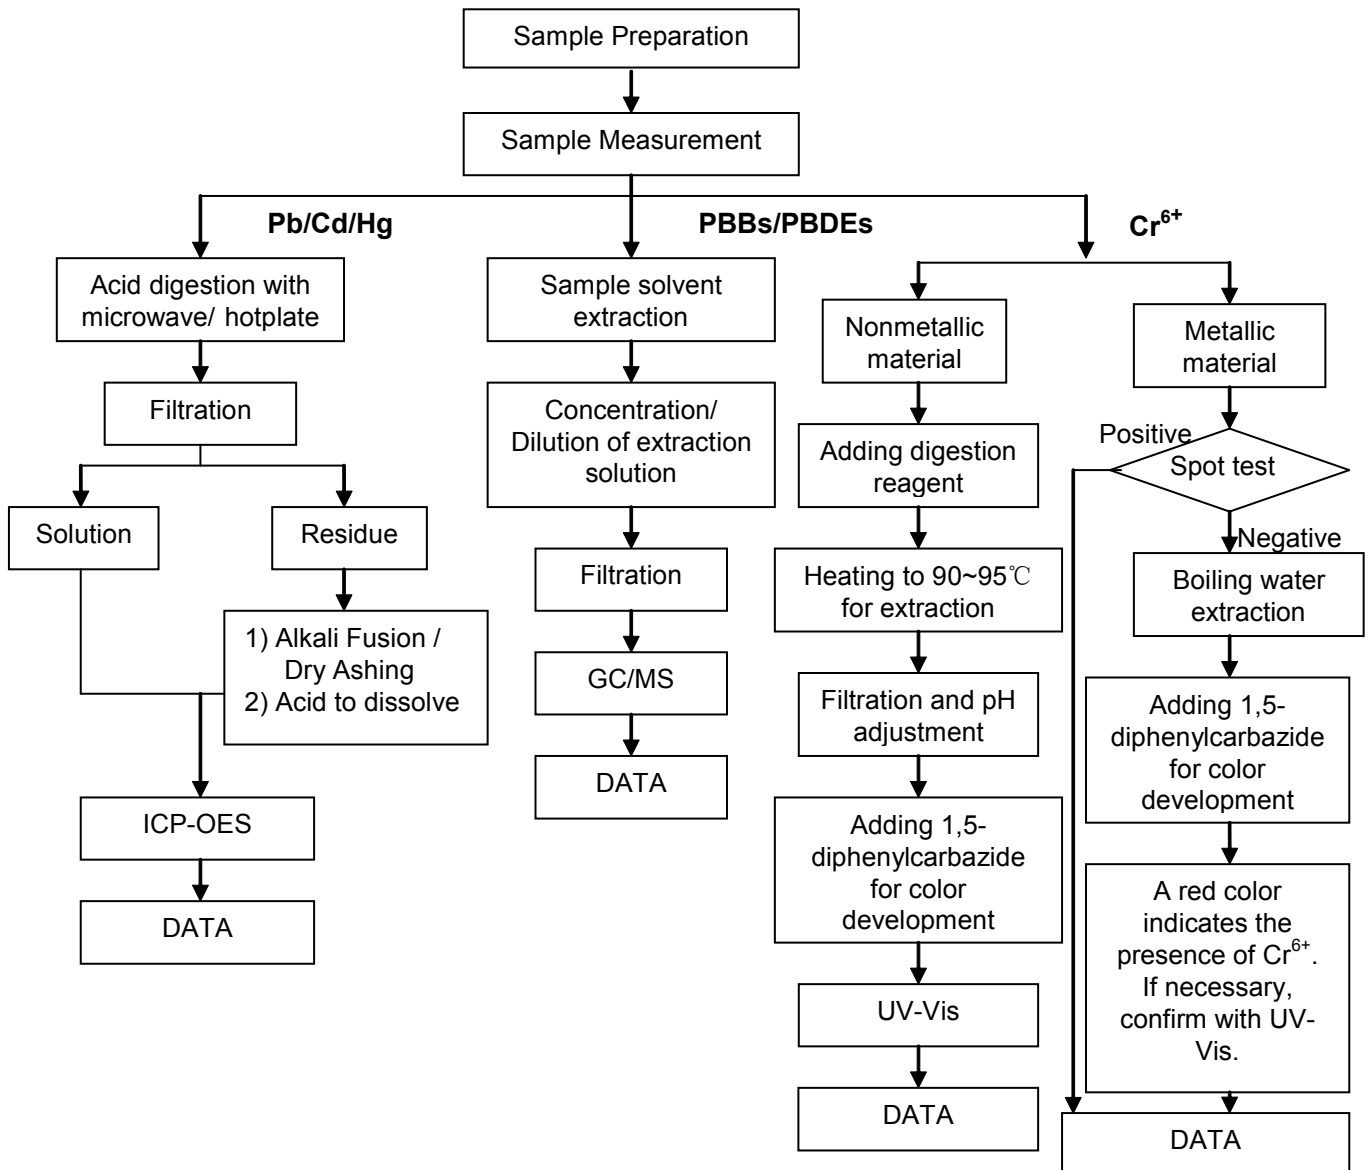 Sample Preparation
Sample Measurement
Pb/Cd/Hg
PBBs/PBDEs
Cr⁶⁺
Acid digestion with
microwave/ hotplate
Filtration
Solution
Residue
1) Alkali Fusion /
Dry Ashing
2) Acid to dissolve
ICP-OES
DATA
Sample solvent
extraction
Concentration/
Dilution of extraction
solution
Filtration
GC/MS
DATA
Nonmetallic
material
Adding digestion
reagent
Heating to 90~95℃
for extraction
Filtration and pH
adjustment
Adding 1,5-
diphenylcarbazide
for color
development
UV-Vis
DATA
Metallic
material
Positive
Spot test
Negative
Boiling water
extraction
Adding 1,5-
diphenylcarbazide
for color
development
A red color
indicates the
presence of Cr⁶⁺.
If necessary,
confirm with UV-
Vis.
DATA